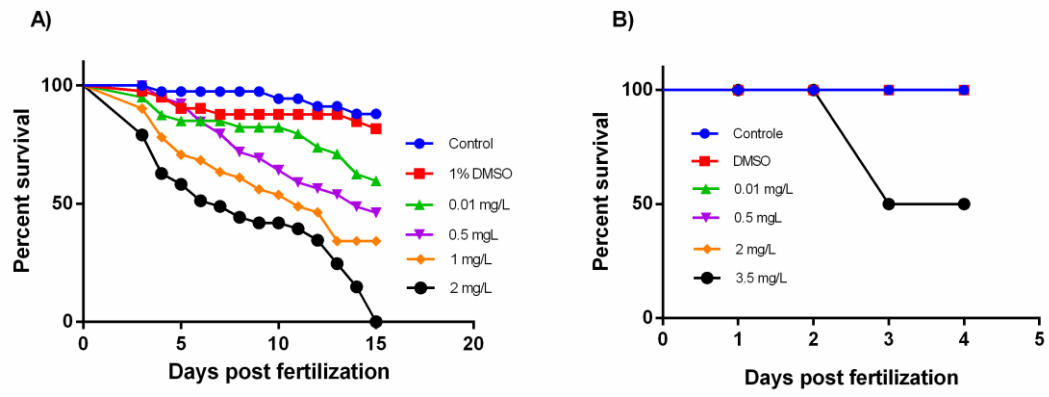 A)
Percent survival
100
50
0
0
5
10
15
20
Days post fertilization
Control
1% DMSO
0.01 mg/L
0.5 mgL
1 mg/L
2 mg/L
B)
Percent survival
100
50
0
0
1
2
3
4
5
Days post fertilization
Controle
DMSO
0.01 mg/L
0.5 mg/L
2 mg/L
3.5 mg/L